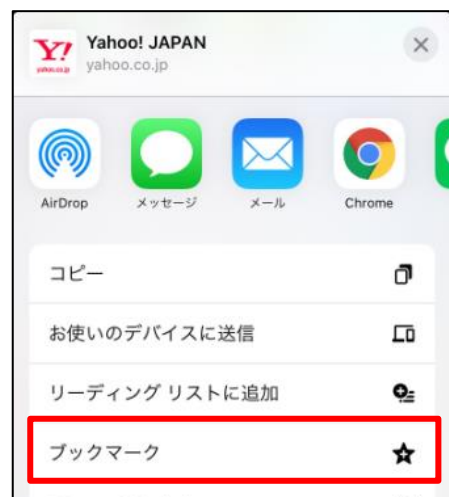 Y!
yahoo.co.jp
Yahoo! JAPAN
yahoo.co.jp
AirDrop
メッセージ
メール
Chrome
コピー
お使いのデバイスに送信
リーディング リストに追加
ブックマーク